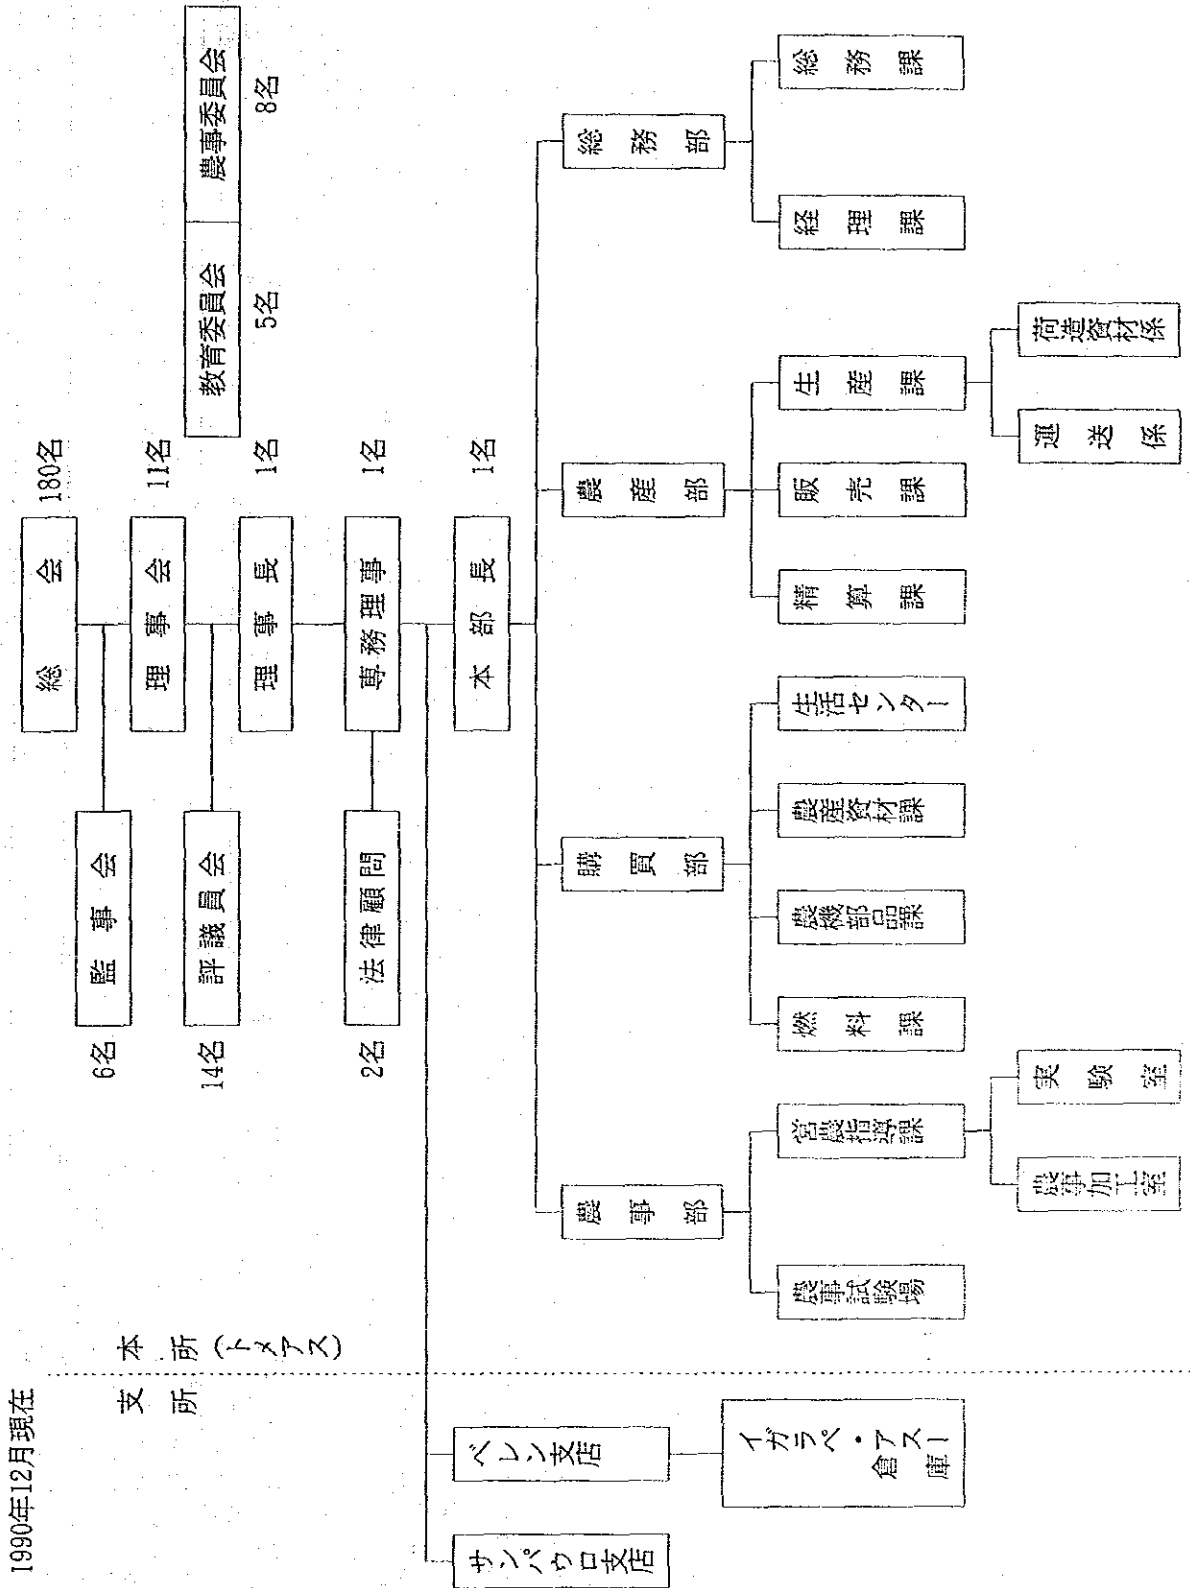 1990年12月現在
支所
本所(トメアス)
総会 180名
監事会 6名
理事会 11名
評議員会 14名
教育委員会 5名
農事委員会 8名
理事長 1名
専務理事 1名
法律顧問 2名
本部長 1名
サンパウロ支店
ベレン支店
イガラペ・アスー
倉庫
農事部
農事試験場
営農指導課
農事加工室
実験室
購買部
燃料課
農機部品課
農産資材課
生活センター
農産部
精算課
販売課
生産課
運送係
荷造資材係
総務部
経理課
総務課